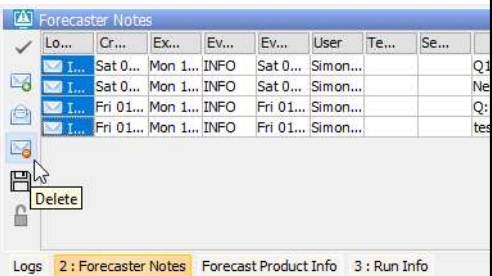 Forecaster Notes
Lo... Cr... Ex... Ev... Ev... User Te... Se...
I... Sat 0... Mon 1... INFO Sat 0... Simon... Q1
I... Sat 0... Mon 1... INFO Sat 0... Simon... Ne
I... Fri 01... Mon 1... INFO Fri 01... Simon... Q:
I... Fri 01... Mon 1... INFO Fri 01... Simon... tes
Delete
Logs 2 : Forecaster Notes Forecast Product Info 3 : Run Info